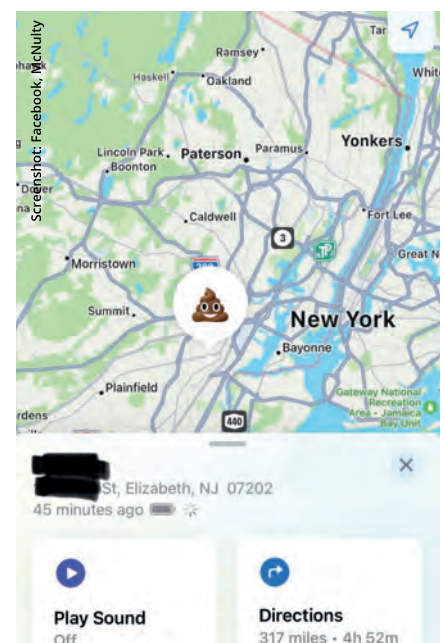 Screenshot: Facebook, McNulty
Tar
Ramsey
Haskell
Oakland
White
Lincoln Park
Paterson
Paramus
Yonkers
Boonton
Dover
Caldwell
3
Fort Lee
Morristown
Great N
Summit
New York
Bayonne
Plainfield
Gateway National
Recreation
Area • Jamaica
Bay Unit
rdens
440
St, Elizabeth, NJ 07202
45 minutes ago
Play Sound
Off
Directions
317 miles • 4h 52m